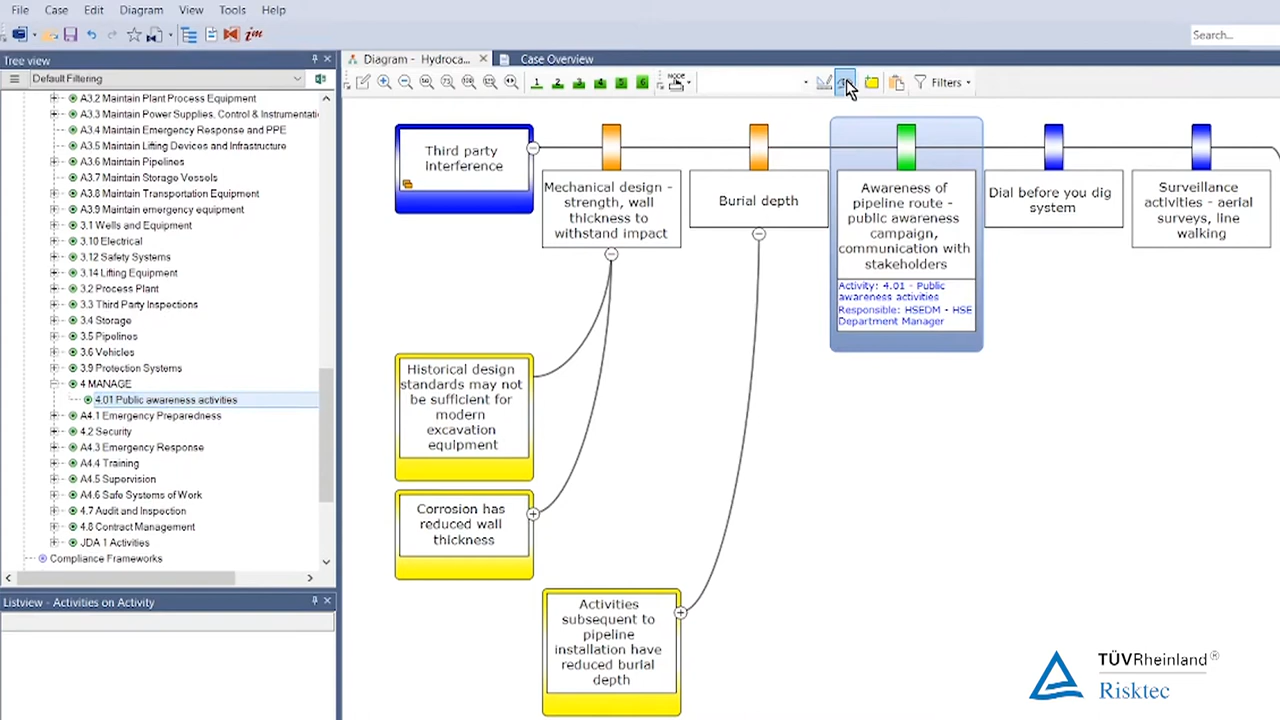 File Case Edit Diagram View Tools Help
Search...
Tree view
Diagram - Hydroca...
Case Overview
Default Filtering
1 2 3 4 5 6
MODE
Filters
A3.2 Maintain Plant Process Equipment
A3.3 Maintain Power Supplies, Control & Instrumentati
A3.4 Maintain Emergency Response and PPE
A3.5 Maintain Lifting Devices and Infrastructure
A3.6 Maintain Pipelines
A3.7 Maintain Storage Vessels
A3.8 Maintain Transportation Equipment
A3.9 Maintain emergency equipment
3.1 Wells and Equipment
3.10 Electrical
3.12 Safety Systems
3.14 Lifting Equipment
3.2 Process Plant
3.3 Third Party Inspections
3.4 Storage
3.5 Pipelines
3.6 Vehicles
3.9 Protection Systems
4 MANAGE
4.01 Public awareness activities
A4.1 Emergency Preparedness
4.2 Security
A4.3 Emergency Response
A4.4 Training
A4.5 Supervision
A4.6 Safe Systems of Work
4.7 Audit and Inspection
4.8 Contract Management
JDA 1 Activities
Compliance Frameworks
Listview - Activities on Activity
Third party
interference
Mechanical design -
strength, wall
thickness to
withstand impact
Burial depth
Awareness of
pipeline route -
public awareness
campaign,
communication with
stakeholders
Activity: 4.01 - Public
awareness activities
Responsible: HSEDM - HSE
Department Manager
Dial before you dig
system
Surveillance
activities - aerial
surveys, line
walking
Historical design
standards may not
be sufficient for
modern
excavation
equipment
Corrosion has
reduced wall
thickness
Activities
subsequent to
pipeline
installation have
reduced burial
depth
TÜVRheinland®
Risktec